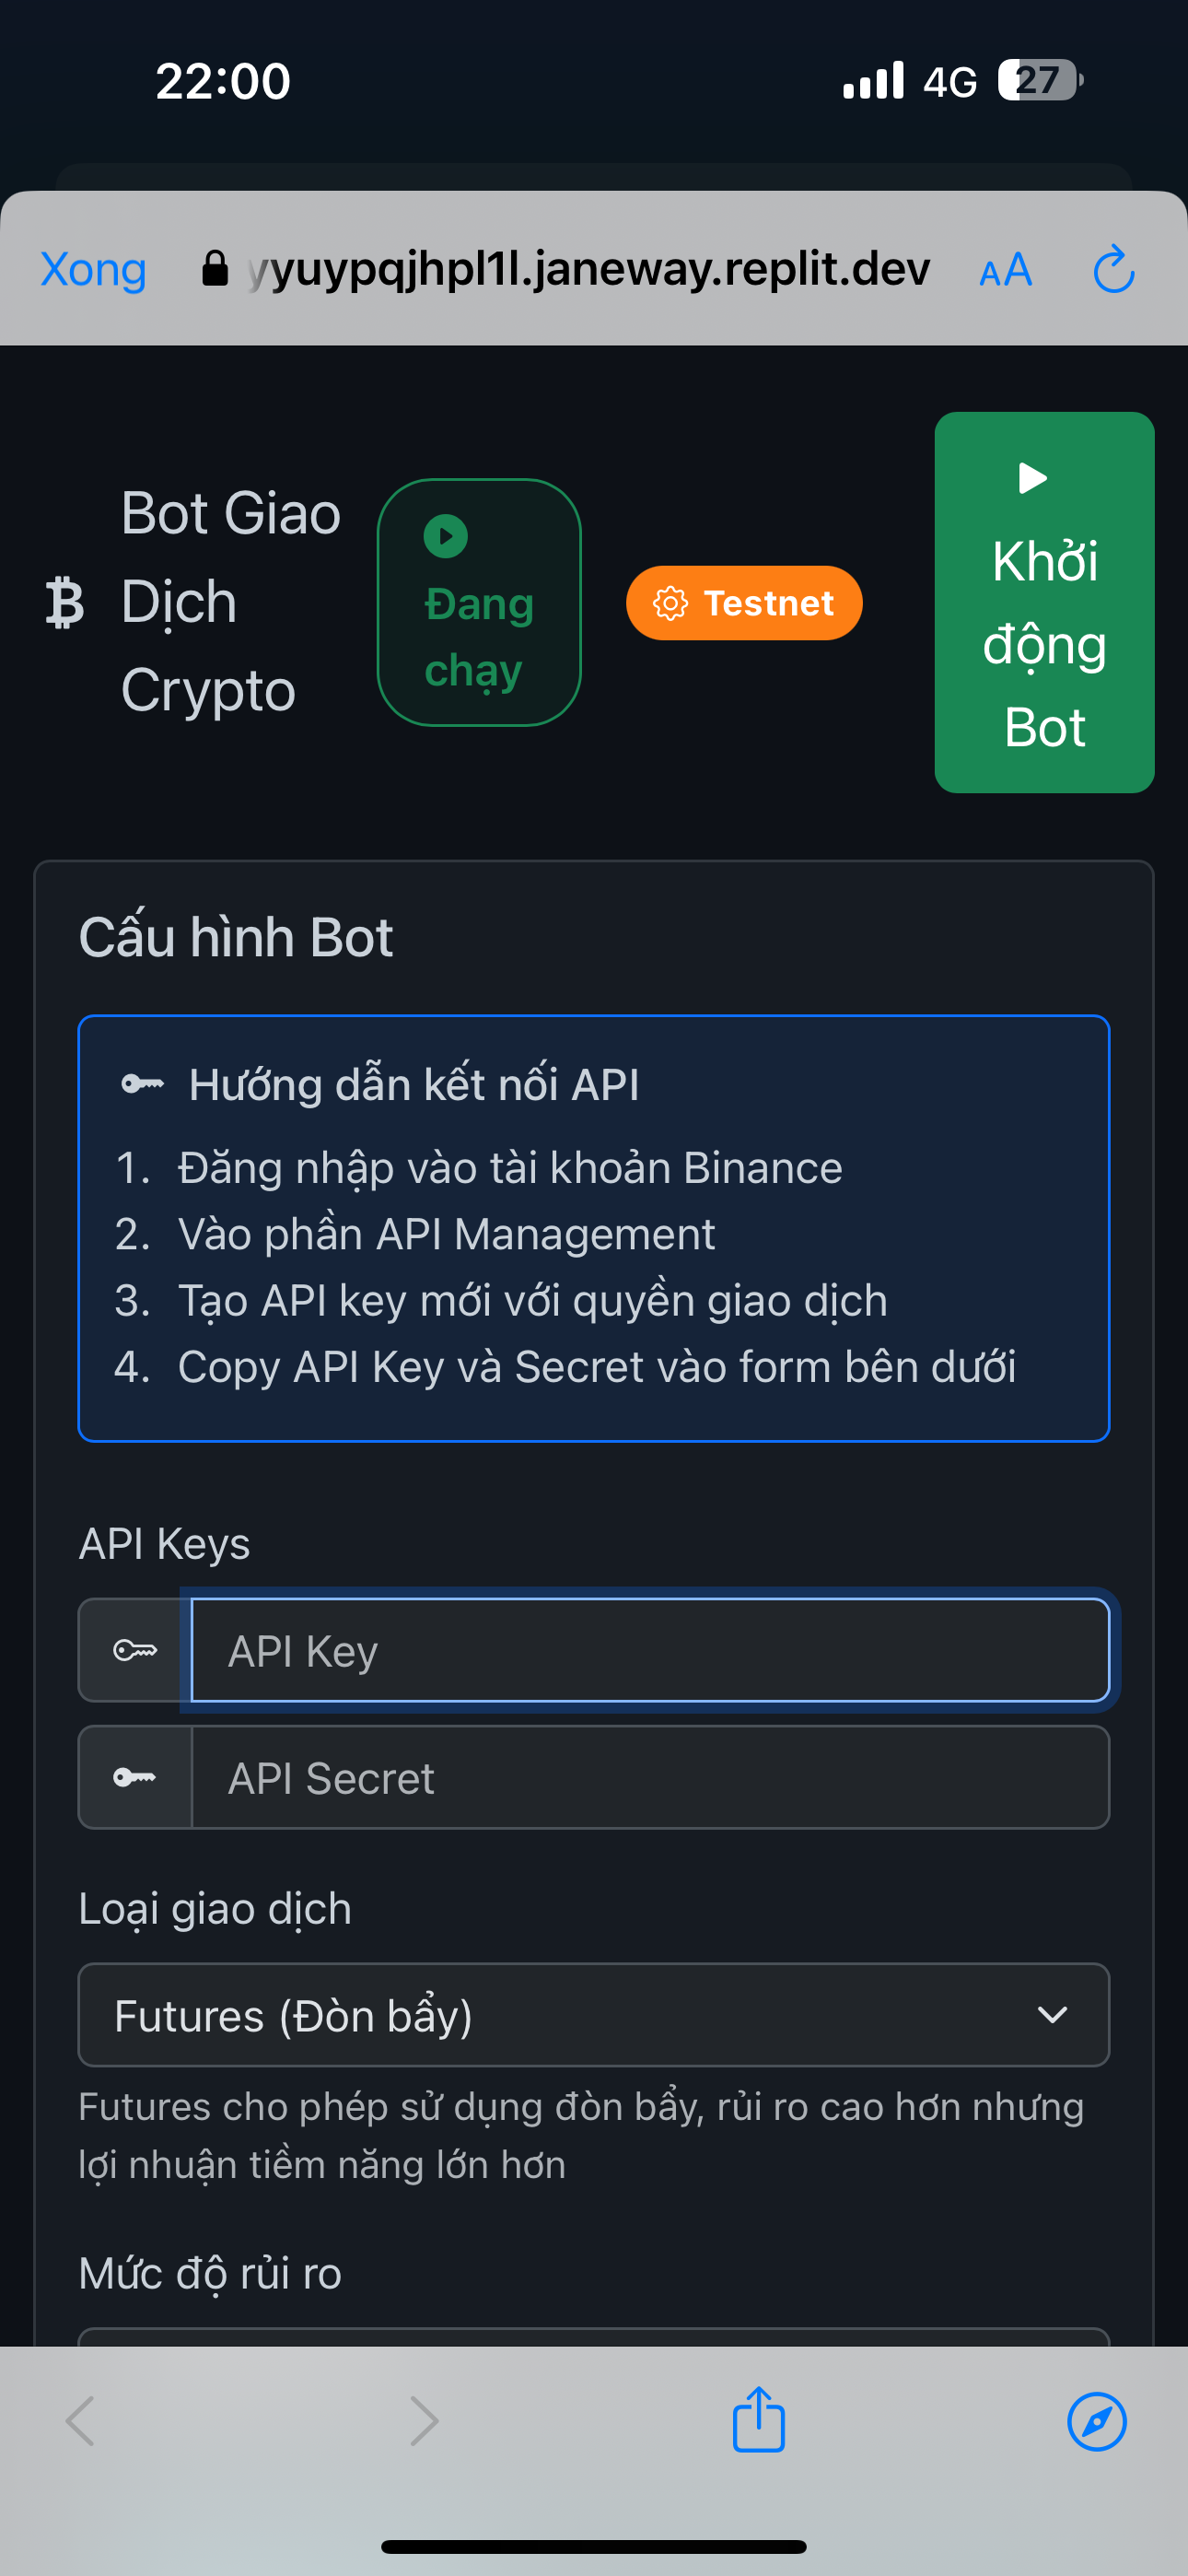 22:00
4G 27
Xong
yyuypqjhpl1l.janeway.replit.dev
AA
Bot Giao
Dịch
Crypto
Đang
chạy
Testnet
Khởi
động
Bot
Cấu hình Bot
Hướng dẫn kết nối API
1. Đăng nhập vào tài khoản Binance
2. Vào phần API Management
3. Tạo API key mới với quyền giao dịch
4. Copy API Key và Secret vào form bên dưới
API Keys
API Key
API Secret
Loại giao dịch
Futures (Đòn bẩy)
Futures cho phép sử dụng đòn bẩy, rủi ro cao hơn nhưng
lợi nhuận tiềm năng lớn hơn
Mức độ rủi ro